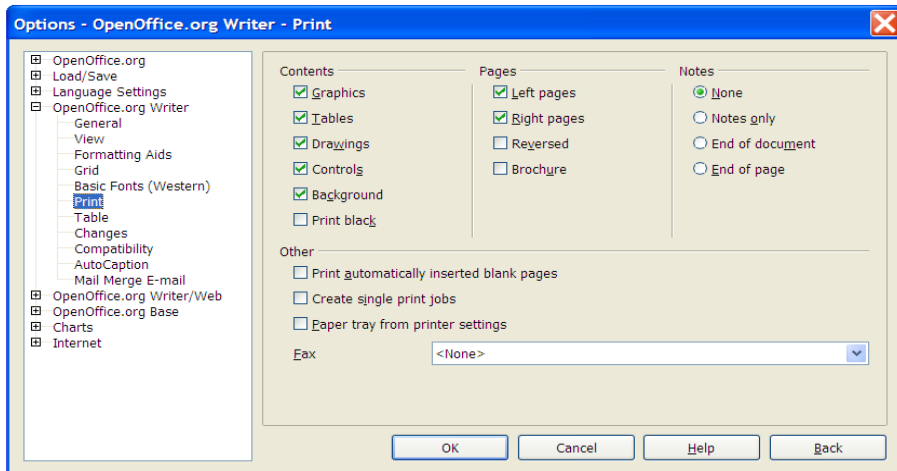 Options - OpenOffice.org Writer - Print
OpenOffice.org
Load/Save
Language Settings
OpenOffice.org Writer
General
View
Formatting Aids
Grid
Basic Fonts (Western)
Print
Table
Changes
Compatibility
AutoCaption
Mail Merge E-mail
OpenOffice.org Writer/Web
OpenOffice.org Base
Charts
Internet
Contents
Graphics
Tables
Drawings
Controls
Background
Print black
Pages
Left pages
Right pages
Reversed
Brochure
Notes
None
Notes only
End of document
End of page
Other
Print automatically inserted blank pages
Create single print jobs
Paper tray from printer settings
Fax <None>
OK Cancel Help Back